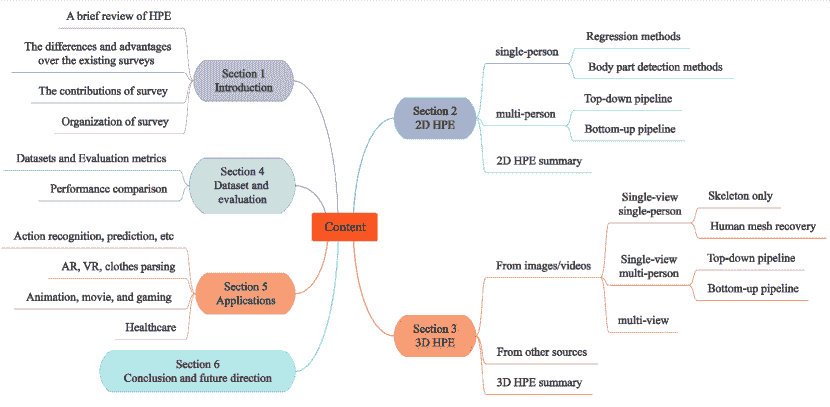 A brief review of HPE
The differences and advantages
over the existing surveys
The contributions of survey
Organization of survey
Section 1
Introduction
Datasets and Evaluation metrics
Performance comparison
Section 4
Dataset and
evaluation
Action recognition, prediction, etc
AR, VR, clothes parsing
Animation, movie, and gaming
Healthcare
Section 5
Applications
Section 6
Conclusion and future direction
Content
Section 2
2D HPE
single-person
Regression methods
Body part detection methods
multi-person
Top-down pipeline
Bottom-up pipeline
2D HPE summary
Section 3
3D HPE
From images/videos
Single-view
single-person
Skeleton only
Human mesh recovery
Single-view
multi-person
Top-down pipeline
Bottom-up pipeline
multi-view
From other sources
3D HPE summary